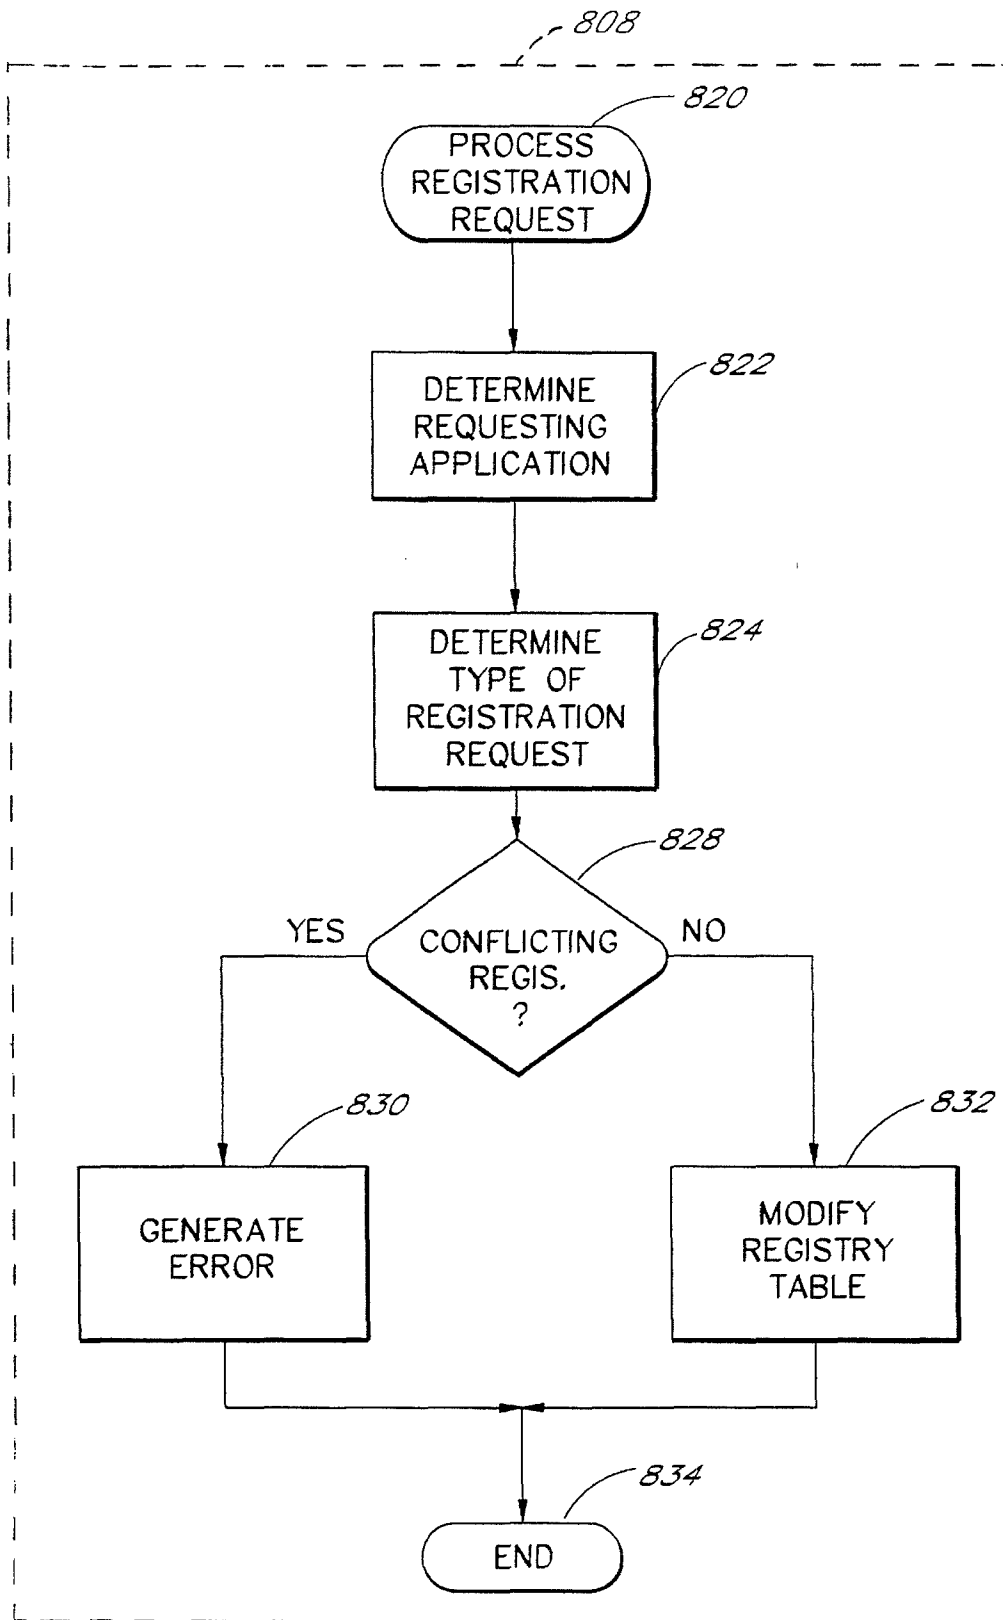 808
820
PROCESS
REGISTRATION
REQUEST
822
DETERMINE
REQUESTING
APPLICATION
824
DETERMINE
TYPE OF
REGISTRATION
REQUEST
828
YES
CONFLICTING
REGIS.
?
NO
830
GENERATE
ERROR
832
MODIFY
REGISTRY
TABLE
834
END